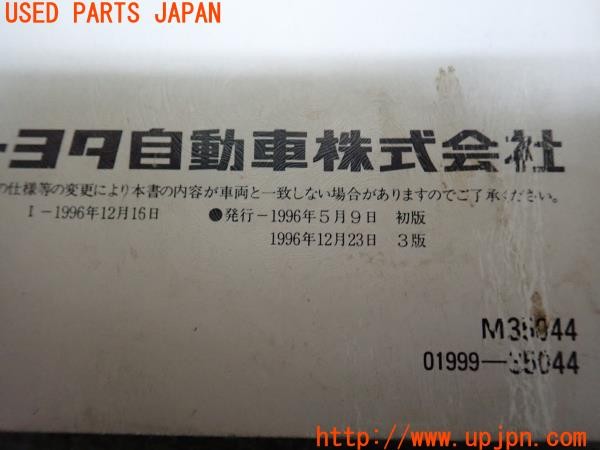 USED PARTS JAPAN
トヨタ自動車株式会社
の仕様等の変更により本書の内容が車両と一致しない場合がありますのでご了承ください。
I－1996年12月16日 ●発行－1996年5月9日 初版
1996年12月23日 3版
M35044
01999—35044
http://www.upjpn.com